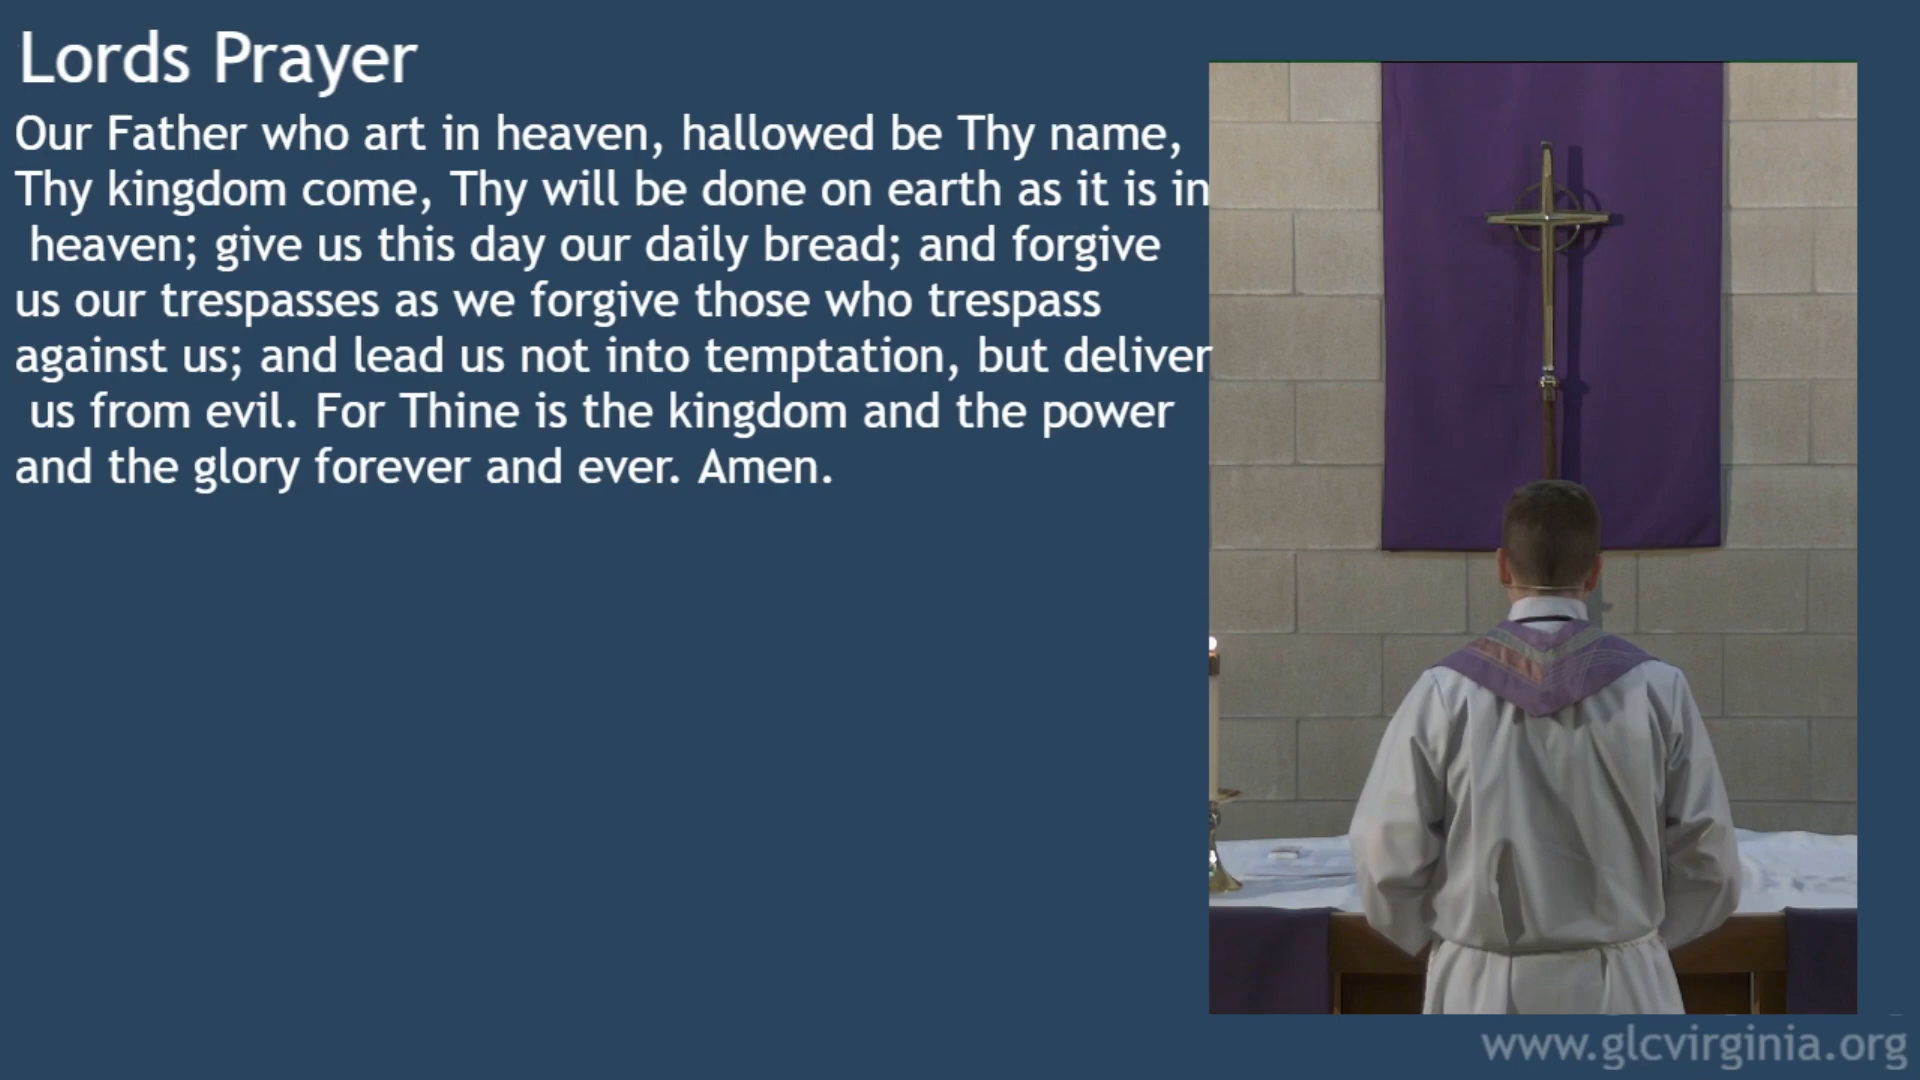 Lords Prayer
Our Father who art in heaven, hallowed be Thy name,
Thy kingdom come, Thy will be done on earth as it is in
heaven; give us this day our daily bread; and forgive
us our trespasses as we forgive those who trespass
against us; and lead us not into temptation, but deliver
us from evil. For Thine is the kingdom and the power
and the glory forever and ever. Amen.
www.glcvirginia.org